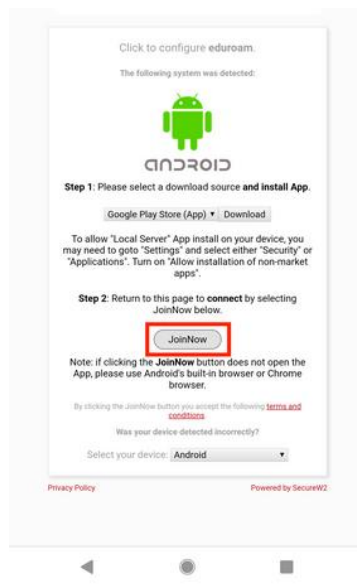 Click to configure eduroam.
The following system was detected:
ANDROID
Step 1: Please select a download source and install App.
Google Play Store (App) Download
To allow "Local Server" App install on your device, you
may need to goto "Settings" and select either "Security" or
"Applications". Turn on "Allow installation of non-market
apps".
Step 2: Return to this page to connect by selecting
JoinNow below.
JoinNow
Note: if clicking the JoinNow button does not open the
App, please use Android's built-in browser or Chrome
browser.
By clicking the JoinNow button you accept the following terms and
conditions
Was your device detected incorrectly?
Select your device: Android
Privacy Policy
Powered by SecureW2